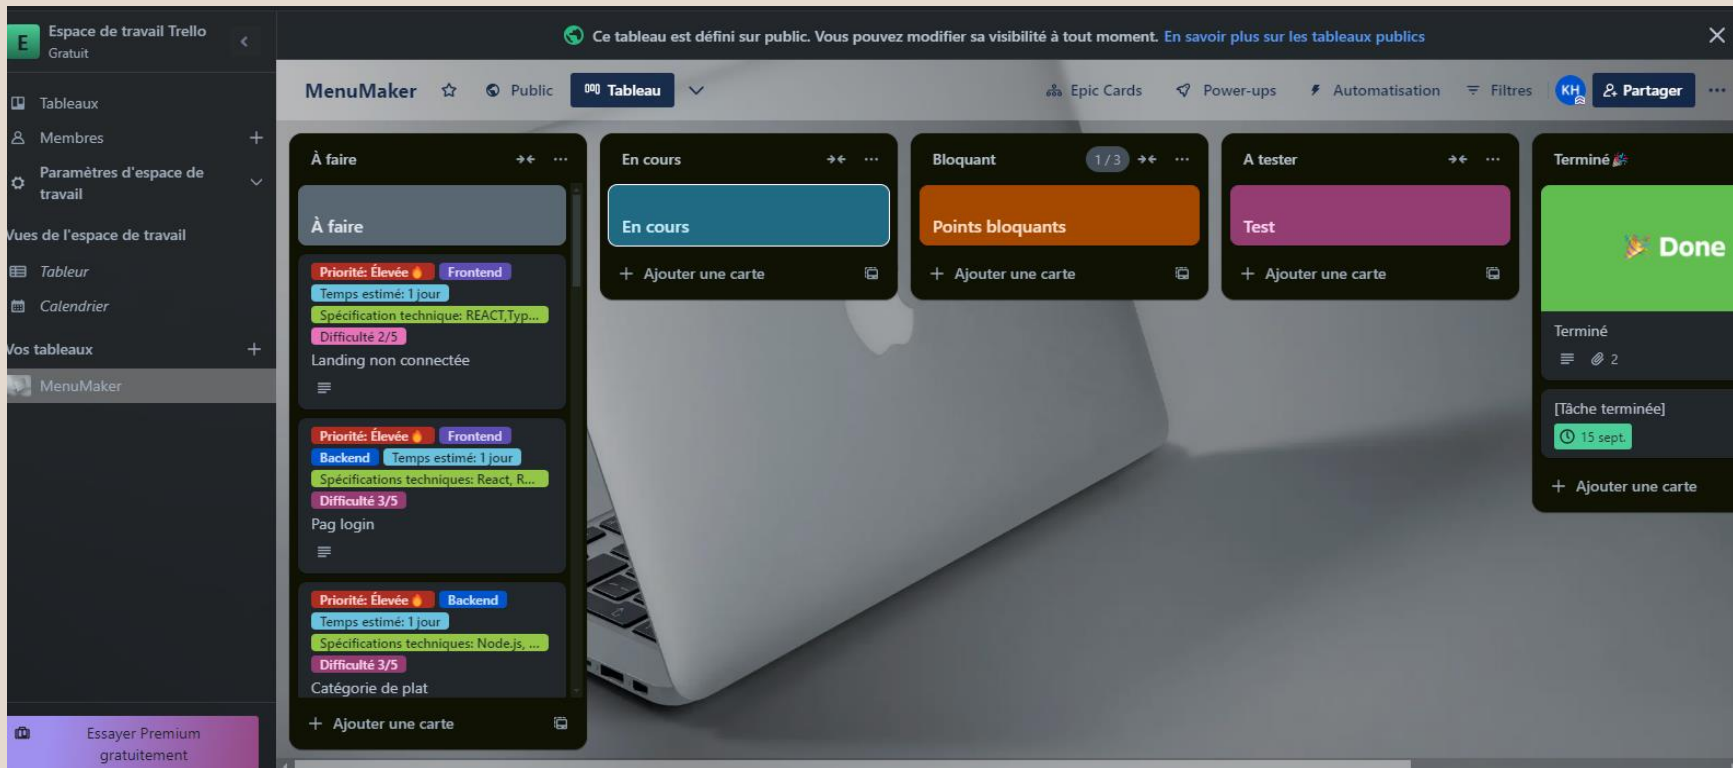 E
Espace de travail Trello
Gratuit
Tableaux
Membres
Paramètres d'espace de
travail
Vues de l'espace de travail
Tableur
Calendrier
Vos tableaux
MenuMaker
Essayer Premium
gratuitement
Ce tableau est défini sur public. Vous pouvez modifier sa visibilité à tout moment. En savoir plus sur les tableaux publics
MenuMaker Public Tableau Epic Cards Power-ups Automatisation Filtres KH Partager
À faire
À faire
Priorité: Élevée🔥 Frontend
Temps estimé: 1 jour
Spécification technique: REACT,Typ...
Difficulté 2/5
Landing non connectée
Priorité: Élevée🔥 Frontend
Backend Temps estimé: 1 jour
Spécifications techniques: React, R...
Difficulté 3/5
Pag login
Priorité: Élevée🔥 Backend
Temps estimé: 1 jour
Spécifications techniques: Node.js, ...
Difficulté 3/5
Catégorie de plat
+ Ajouter une carte
En cours
En cours
+ Ajouter une carte
Bloquant 1/3
Points bloquants
+ Ajouter une carte
A tester
Test
+ Ajouter une carte
Terminé🎉
🎉 Done
Terminé
2
[Tâche terminée]
15 sept.
+ Ajouter une carte